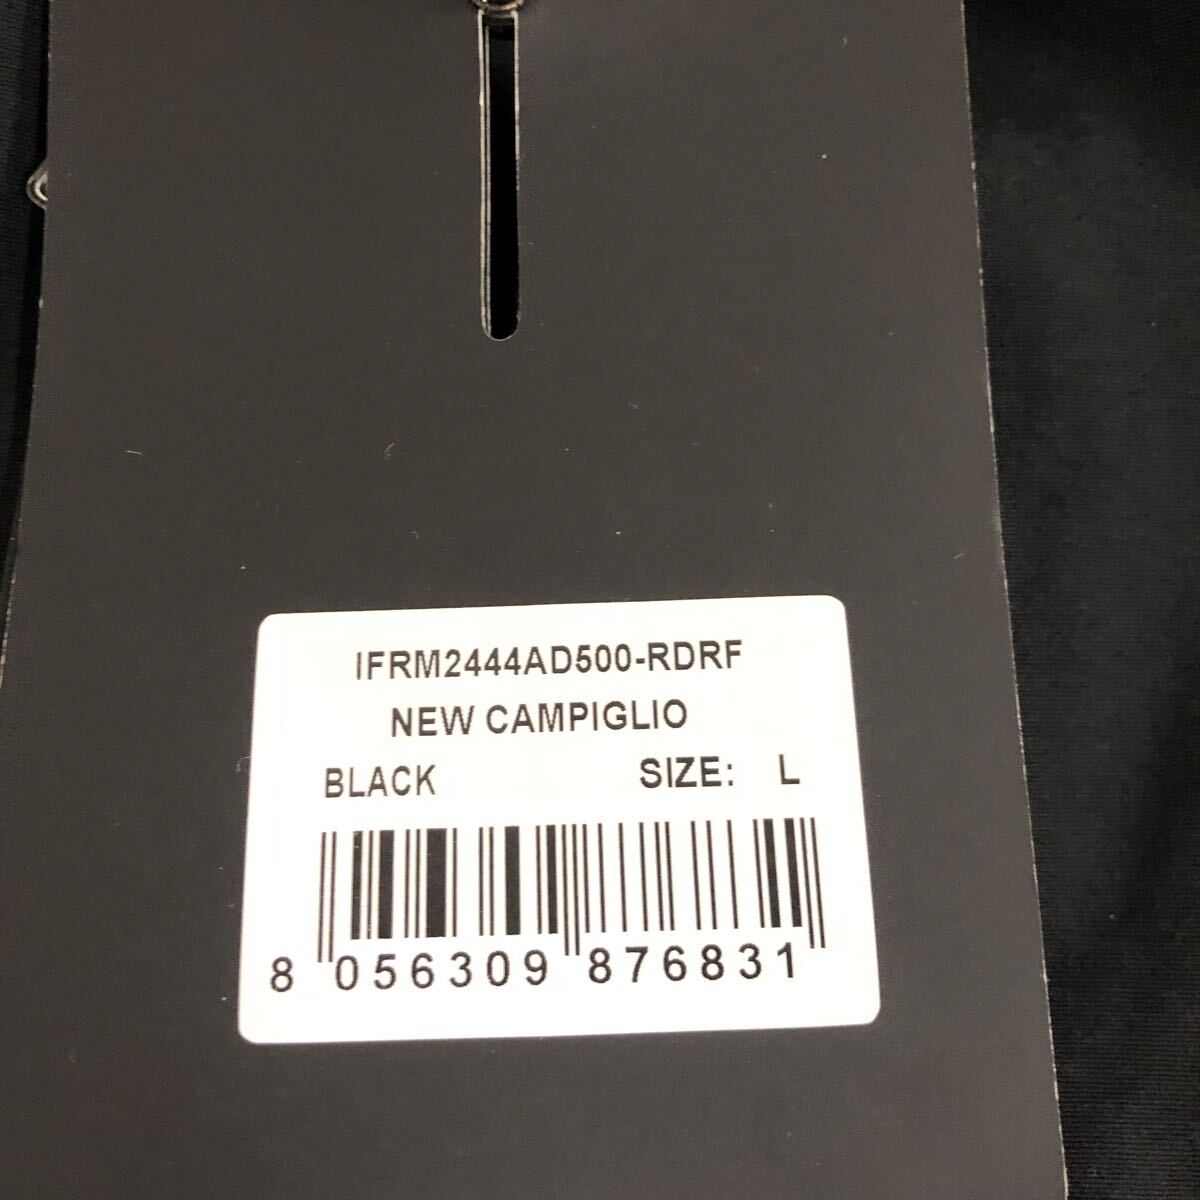 IFRM2444AD500-RDRF
NEW CAMPIGLIO
BLACK SIZE: L
8 056309 876831